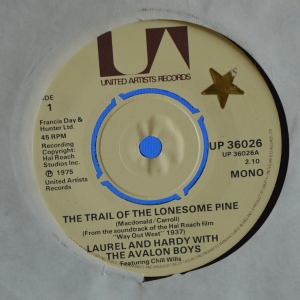 UA
UNITED ARTISTS RECORDS
IDE
1
Francis Day &
Hunter Ltd.
45 RPM
Recording
Copyright:
Hal Roach
Studios Inc.
℗ 1975
United Artists
Records
UP 36026
UP 36026A
2.10
MONO
THE TRAIL OF THE LONESOME PINE
(Macdonald/Carroll)
(From the soundtrack of the Hal Roach film
"Way Out West" 1937)
LAUREL AND HARDY WITH
THE AVALON BOYS
Featuring Chill Wills